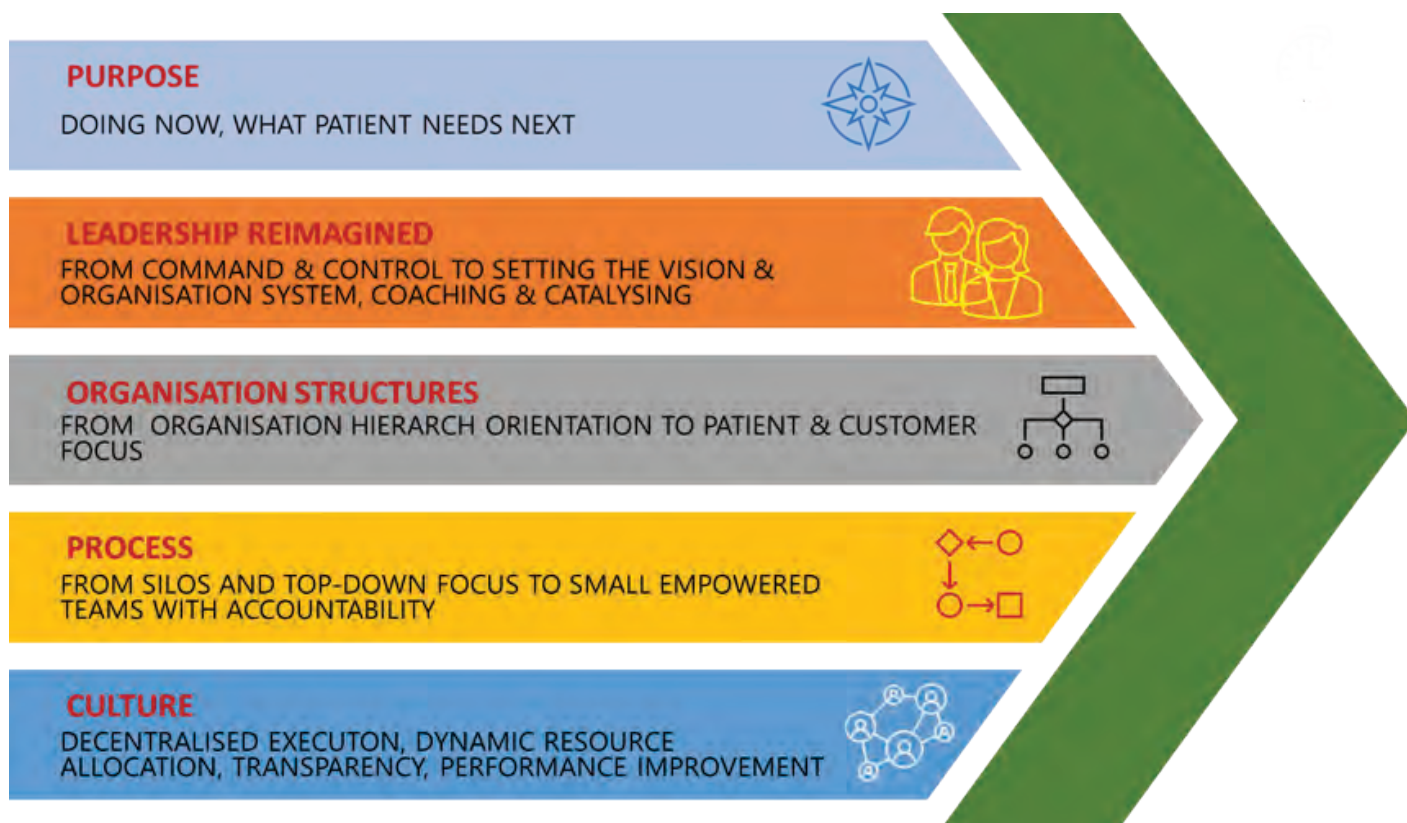 PURPOSE
DOING NOW, WHAT PATIENT NEEDS NEXT
LEADERSHIP REIMAGINED
FROM COMMAND & CONTROL TO SETTING THE VISION &
ORGANISATION SYSTEM, COACHING & CATALYSING
ORGANISATION STRUCTURES
FROM ORGANISATION HIERARCH ORIENTATION TO PATIENT & CUSTOMER
FOCUS
PROCESS
FROM SILOS AND TOP-DOWN FOCUS TO SMALL EMPOWERED
TEAMS WITH ACCOUNTABILITY
CULTURE
DECENTRALISED EXECUTON, DYNAMIC RESOURCE
ALLOCATION, TRANSPARENCY, PERFORMANCE IMPROVEMENT